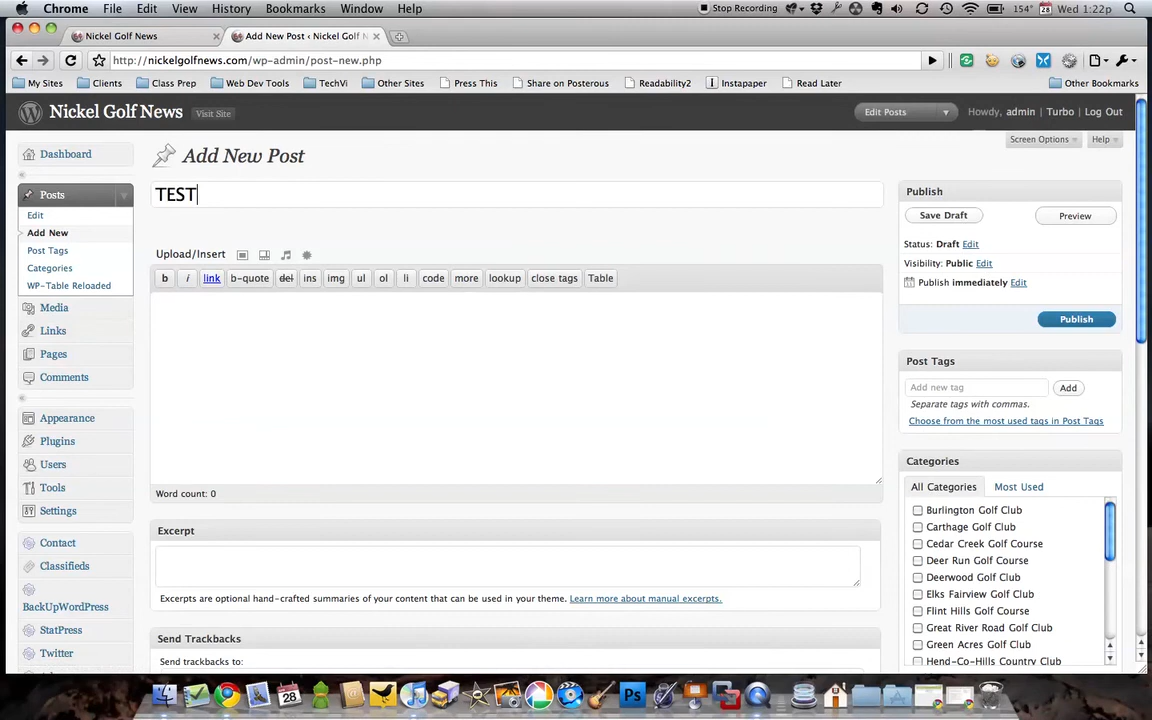 Chrome File Edit View History Bookmarks Window Help Stop Recording 154° 28 Wed 1:22p
Nickel Golf News Add New Post ‹ Nickel Golf N
http://nickelgolfnews.com/wp-admin/post-new.php
My Sites Clients Class Prep Web Dev Tools TechVi Other Sites Press This Share on Posterous Readability2 Instapaper Read Later Other Bookmarks
Nickel Golf News Visit Site Edit Posts Howdy, admin | Turbo | Log Out
Screen Options Help
Dashboard
Add New Post
Posts
Edit
Add New
Post Tags
Categories
WP-Table Reloaded
Media
Links
Pages
Comments
Appearance
Plugins
Users
Tools
Settings
Contact
Classifieds
BackUpWordPress
StatPress
Twitter
TEST
Upload/Insert
b i link b-quote del ins img ul ol li code more lookup close tags Table
Word count: 0
Excerpt
Excerpts are optional hand-crafted summaries of your content that can be used in your theme. Learn more about manual excerpts.
Send Trackbacks
Send trackbacks to:
Publish
Save Draft Preview
Status: Draft Edit
Visibility: Public Edit
Publish immediately Edit
Publish
Post Tags
Add new tag Add
Separate tags with commas.
Choose from the most used tags in Post Tags
Categories
All Categories Most Used
Burlington Golf Club
Carthage Golf Club
Cedar Creek Golf Course
Deer Run Golf Course
Deerwood Golf Club
Elks Fairview Golf Club
Flint Hills Golf Course
Great River Road Golf Club
Green Acres Golf Club
Hend-Co-Hills Country Club
28
Ps